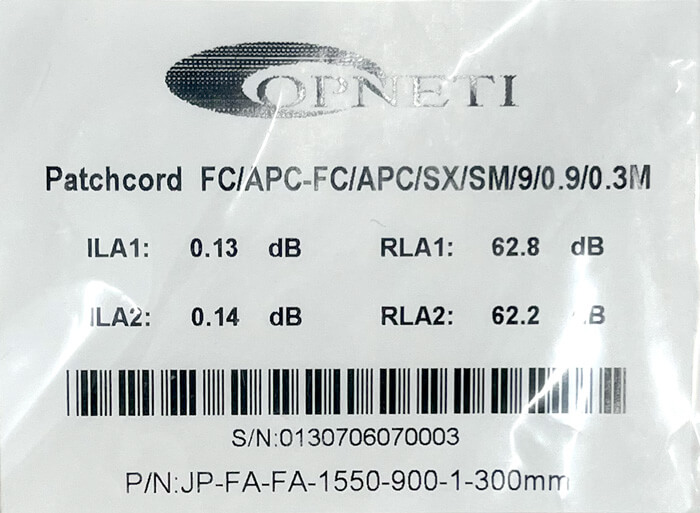 OPNETI
Patchcord FC/APC-FC/APC/SX/SM/9/0.9/0.3M
ILA1: 0.13 dB RLA1: 62.8 dB
ILA2: 0.14 dB RLA2: 62.2 dB
S/N:0130706070003
P/N:JP-FA-FA-1550-900-1-300mm